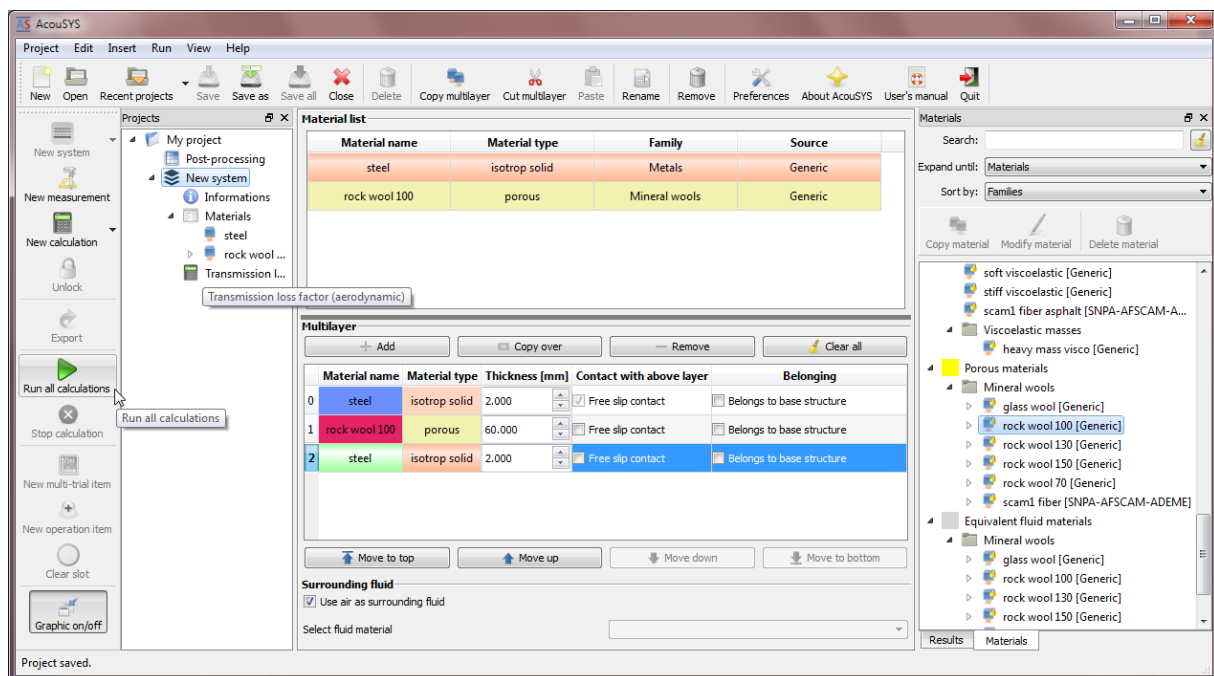 AcouSYS
Project Edit Insert Run View Help
New Open Recent projects Save Save as Save all Close Delete Copy multilayer Cut multilayer Paste Rename Remove Preferences About AcouSYS User's manual Quit
New system
New measurement
New calculation
Unlock
Export
Run all calculations
Run all calculations
Stop calculation
New multi-trial item
New operation item
Clear slot
Graphic on/off
Projects
My project
Post-processing
New system
Informations
Materials
steel
rock wool ...
Transmission l...
Transmission loss factor (aerodynamic)
Material list
Material name Material type Family Source
steel isotrop solid Metals Generic
rock wool 100 porous Mineral wools Generic
Multilayer
Add Copy over Remove Clear all
Material name Material type Thickness [mm] Contact with above layer Belonging
0 steel isotrop solid 2.000 Free slip contact Belongs to base structure
1 rock wool 100 porous 60.000 Free slip contact Belongs to base structure
2 steel isotrop solid 2.000 Free slip contact Belongs to base structure
Move to top Move up Move down Move to bottom
Surrounding fluid
Use air as surrounding fluid
Select fluid material
Materials
Search:
Expand until: Materials
Sort by: Families
Copy material Modify material Delete material
soft viscoelastic [Generic]
stiff viscoelastic [Generic]
scam1 fiber asphalt [SNPA-AFSCAM-A...
Viscoelastic masses
heavy mass visco [Generic]
Porous materials
Mineral wools
glass wool [Generic]
rock wool 100 [Generic]
rock wool 130 [Generic]
rock wool 150 [Generic]
rock wool 70 [Generic]
scam1 fiber [SNPA-AFSCAM-ADEME]
Equivalent fluid materials
Mineral wools
glass wool [Generic]
rock wool 100 [Generic]
rock wool 130 [Generic]
rock wool 150 [Generic]
Results Materials
Project saved.